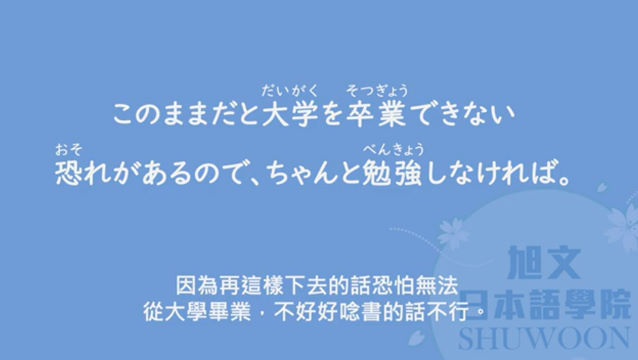 だいがく そつぎょう
このままだと大学を卒業できない
おそ べんきょう
恐れがあるので、ちゃんと勉強しなければ。
因為再這樣下去的話恐怕無法
從大學畢業，不好好唸書的話不行。
旭文
日本語學院
SHUWOON